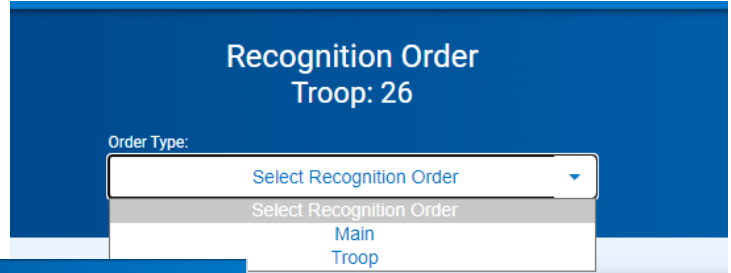 Recognition Order
Troop: 26
Order Type:
Select Recognition Order
Select Recognition Order
Main
Troop